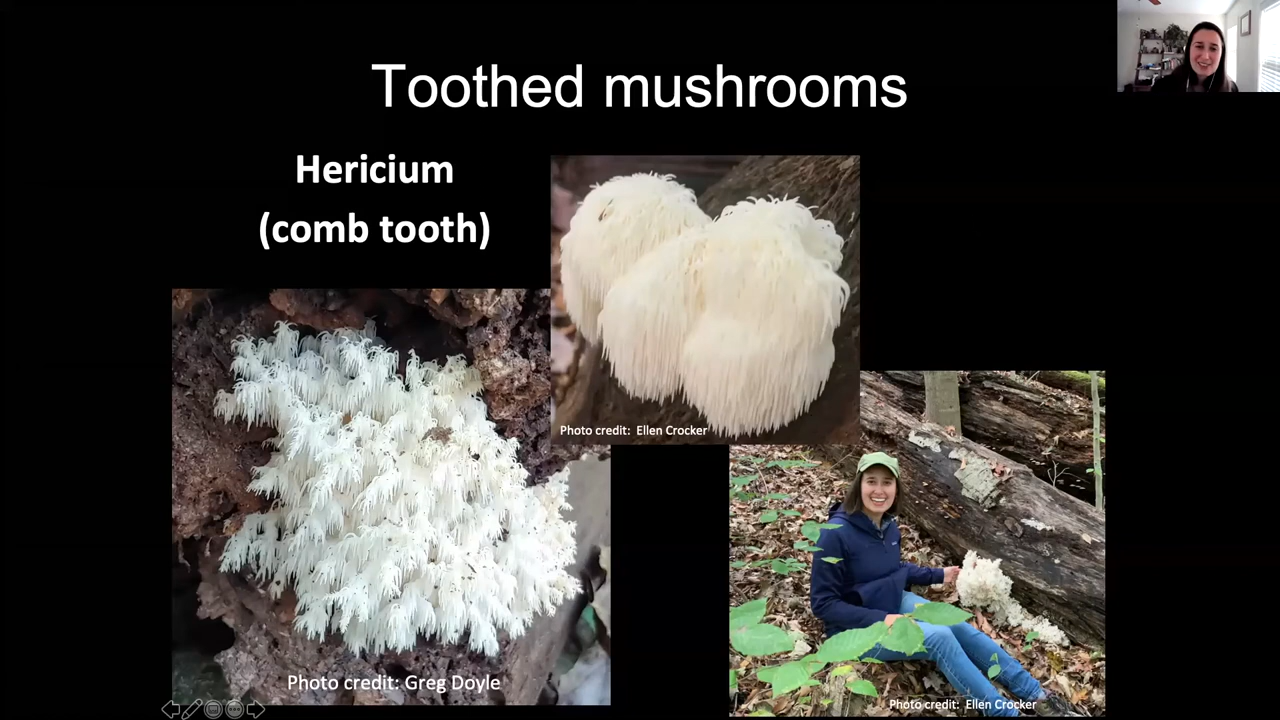 Toothed mushrooms
Hericium
(comb tooth)
Photo credit: Ellen Crocker
Photo credit: Greg Doyle
Photo credit: Ellen Crocker